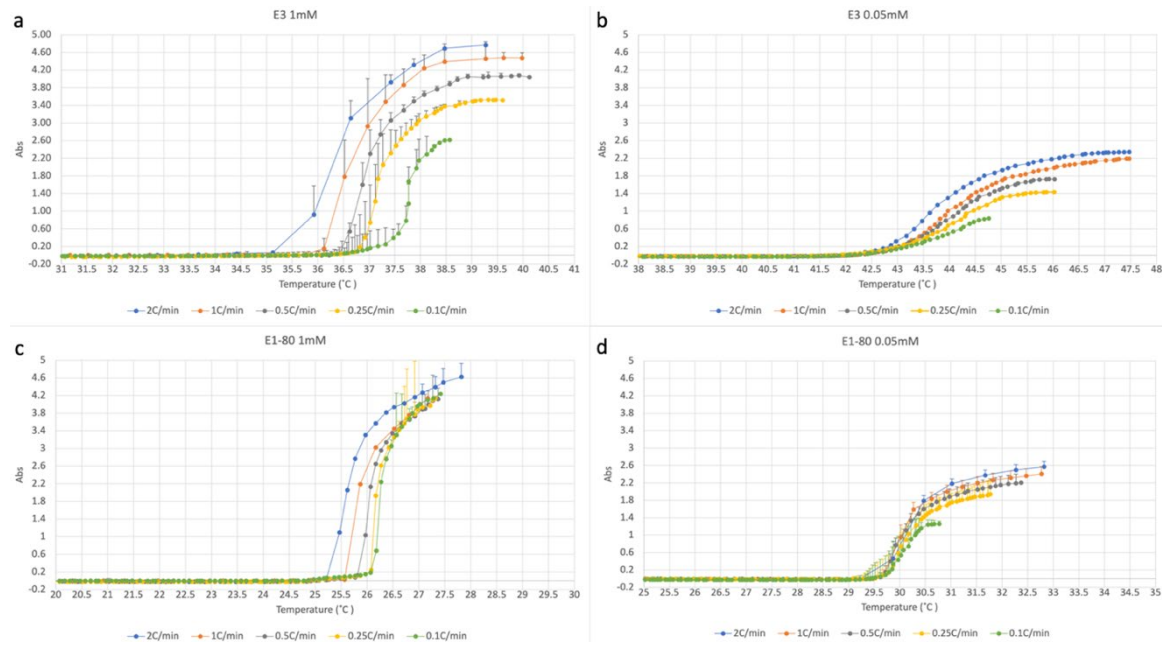 a
E3 1mM
5.00
4.60
4.20
3.80
3.40
3.00
2.60
2.20
1.80
1.40
1.00
0.60
0.20
-0.20
Abs
31 31.5 32 32.5 33 33.5 34 34.5 35 35.5 36 36.5 37 37.5 38 38.5 39 39.5 40 40.5 41
Temperature (˚C )
2C/min 1C/min 0.5C/min 0.25C/min 0.1C/min
b
E3 0.05mM
5
4.6
4.2
3.8
3.4
3
2.6
2.2
1.8
1.4
1
0.6
0.2
-0.2
Abs
38 38.5 39 39.5 40 40.5 41 41.5 42 42.5 43 43.5 44 44.5 45 45.5 46 46.5 47 47.5 48
Temperature (˚C )
2C/min 1C/min 0.5C/min 0.25C/min 0.1C/min
c
E1-80 1mM
5
4.6
4.2
3.8
3.4
3
2.6
2.2
1.8
1.4
1
0.6
0.2
-0.2
Abs
20 20.5 21 21.5 22 22.5 23 23.5 24 24.5 25 25.5 26 26.5 27 27.5 28 28.5 29 29.5 30
Temperature (˚C )
2C/min 1C/min 0.5C/min 0.25C/min 0.1C/min
d
E1-80 0.05mM
5
4.6
4.2
3.8
3.4
3
2.6
2.2
1.8
1.4
1
0.6
0.2
-0.2
Abs
25 25.5 26 26.5 27 27.5 28 28.5 29 29.5 30 30.5 31 31.5 32 32.5 33 33.5 34 34.5 35
Temperature (˚C )
2C/min 1C/min 0.5C/min 0.25C/min 0.1C/min